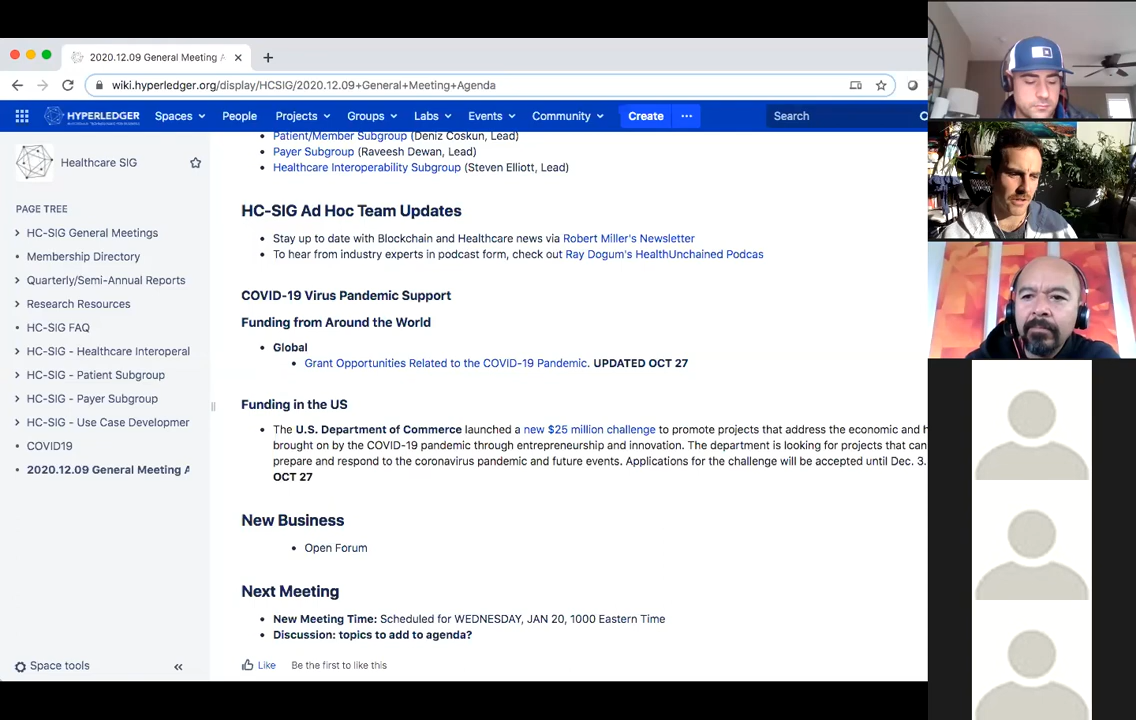 2020.12.09 General Meeting A
wiki.hyperledger.org/display/HCSIG/2020.12.09+General+Meeting+Agenda
HYPERLEDGER Spaces People Projects Groups Labs Events Community Create Search
Healthcare SIG
PAGE TREE
HC-SIG General Meetings
Membership Directory
Quarterly/Semi-Annual Reports
Research Resources
HC-SIG FAQ
HC-SIG - Healthcare Interoperal
HC-SIG - Patient Subgroup
HC-SIG - Payer Subgroup
HC-SIG - Use Case Developmer
COVID19
2020.12.09 General Meeting A
Space tools
Patient/Member Subgroup (Deniz Coskun, Lead)
Payer Subgroup (Raveesh Dewan, Lead)
Healthcare Interoperability Subgroup (Steven Elliott, Lead)
HC-SIG Ad Hoc Team Updates
Stay up to date with Blockchain and Healthcare news via Robert Miller's Newsletter
To hear from industry experts in podcast form, check out Ray Dogum's HealthUnchained Podcas
COVID-19 Virus Pandemic Support
Funding from Around the World
Global
Grant Opportunities Related to the COVID-19 Pandemic. UPDATED OCT 27
Funding in the US
The U.S. Department of Commerce launched a new $25 million challenge to promote projects that address the economic and h
brought on by the COVID-19 pandemic through entrepreneurship and innovation. The department is looking for projects that can
prepare and respond to the coronavirus pandemic and future events. Applications for the challenge will be accepted until Dec. 3.
OCT 27
New Business
Open Forum
Next Meeting
New Meeting Time: Scheduled for WEDNESDAY, JAN 20, 1000 Eastern Time
Discussion: topics to add to agenda?
Like Be the first to like this